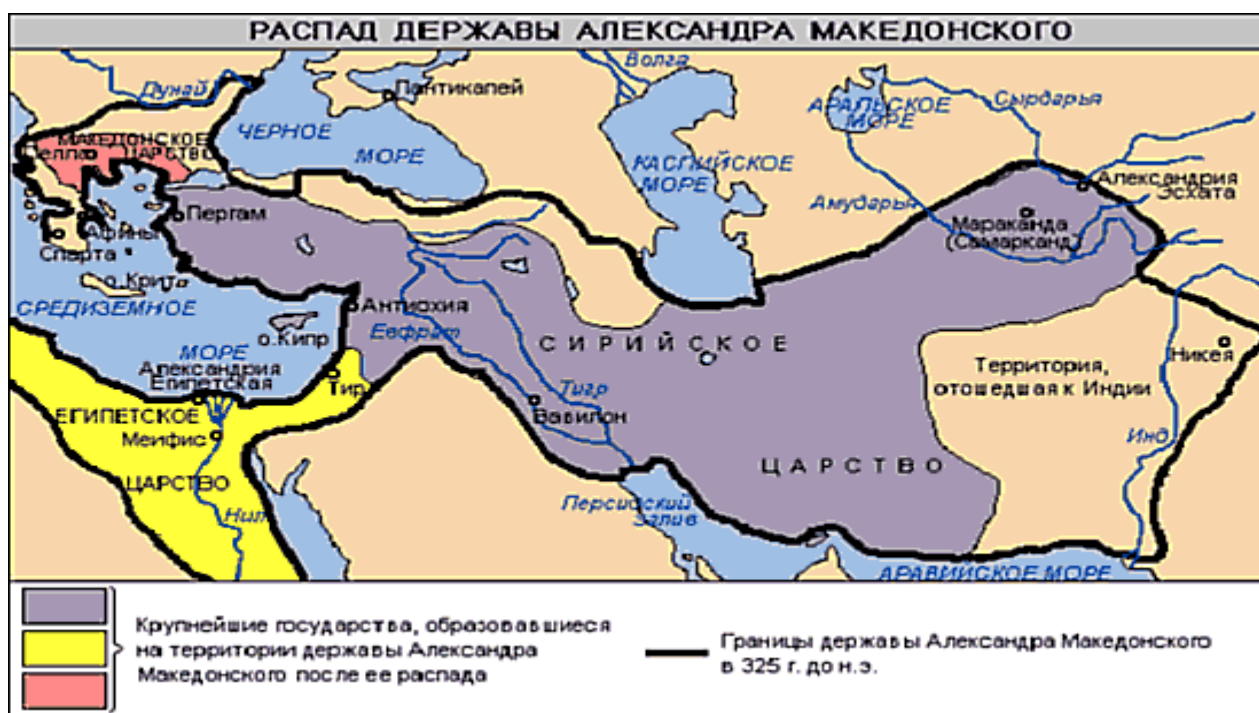 РАСПАД ДЕРЖАВЫ АЛЕКСАНДРА МАКЕДОНСКОГО
Дунай
Волга
Пантикапей
АРАЛЬСКОЕ
МОРЕ
Сырдарья
ЧЕРНОЕ
МОРЕ
МАКЕДОНСКОЕ
Пелла
ЦАРСТВО
КАСПИЙСКОЕ
МОРЕ
Александрия
Эсхата
Амударья
Мараканда
(Самарканд)
Пергам
Афины
Спарта
о.Крит
СРЕДИЗЕМНОЕ
МОРЕ
Антиохия
Евфрат
о.Кипр
СИРИЙСКОЕ
Никея
Территория,
отошедшая к Индии
Александрия
Египетская
Тир
Тигр
Вавилон
ЕГИПЕТСКОЕ
Мемфис
Инд
ЦАРСТВО
ЦАРСТВО
Нил
Персидский
Залив
АРАВИЙСКОЕ МОРЕ
Крупнейшие государства, образовавшиеся
на территории державы Александра
Македонского после ее распада
Границы державы Александра Македонского
в 325 г. до н.э.